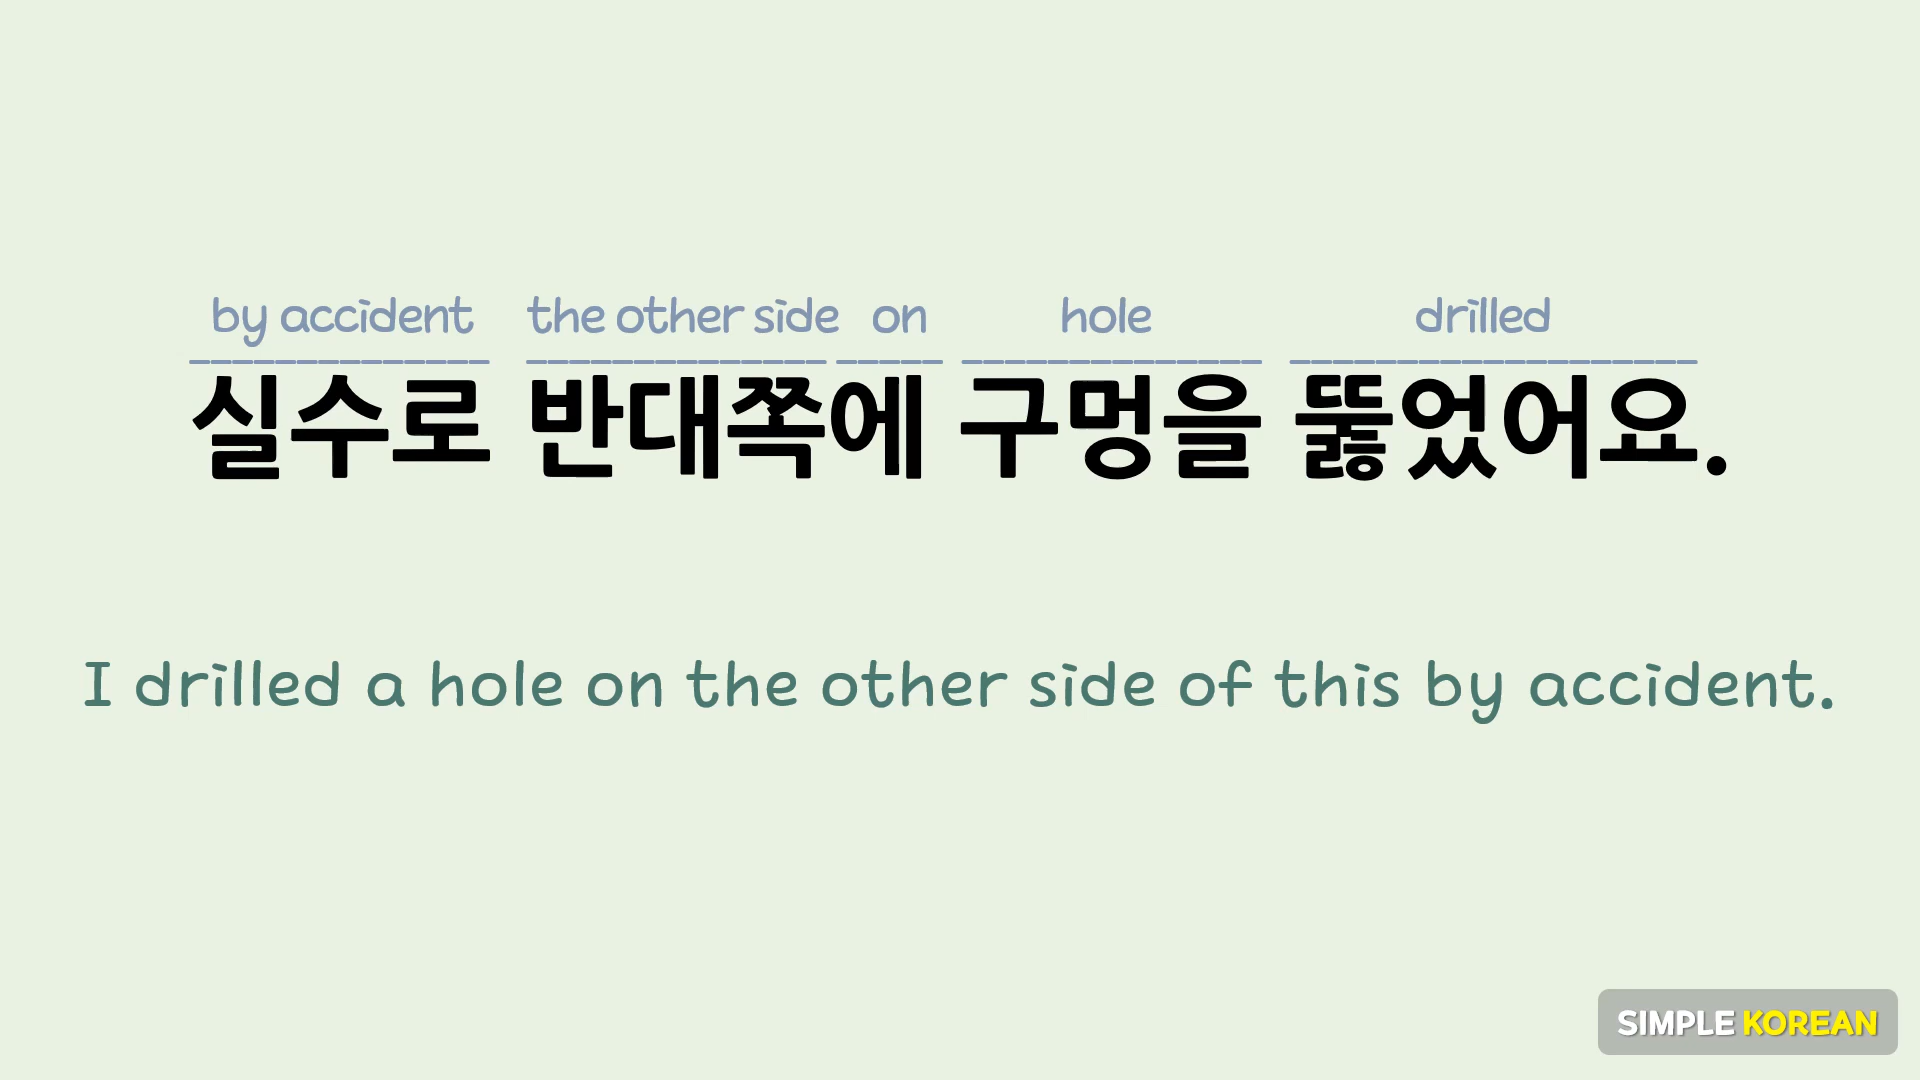 by accident the other side on hole drilled
실수로 반대쪽에 구멍을 뚫었어요.
I drilled a hole on the other side of this by accident.
SIMPLE KOREAN